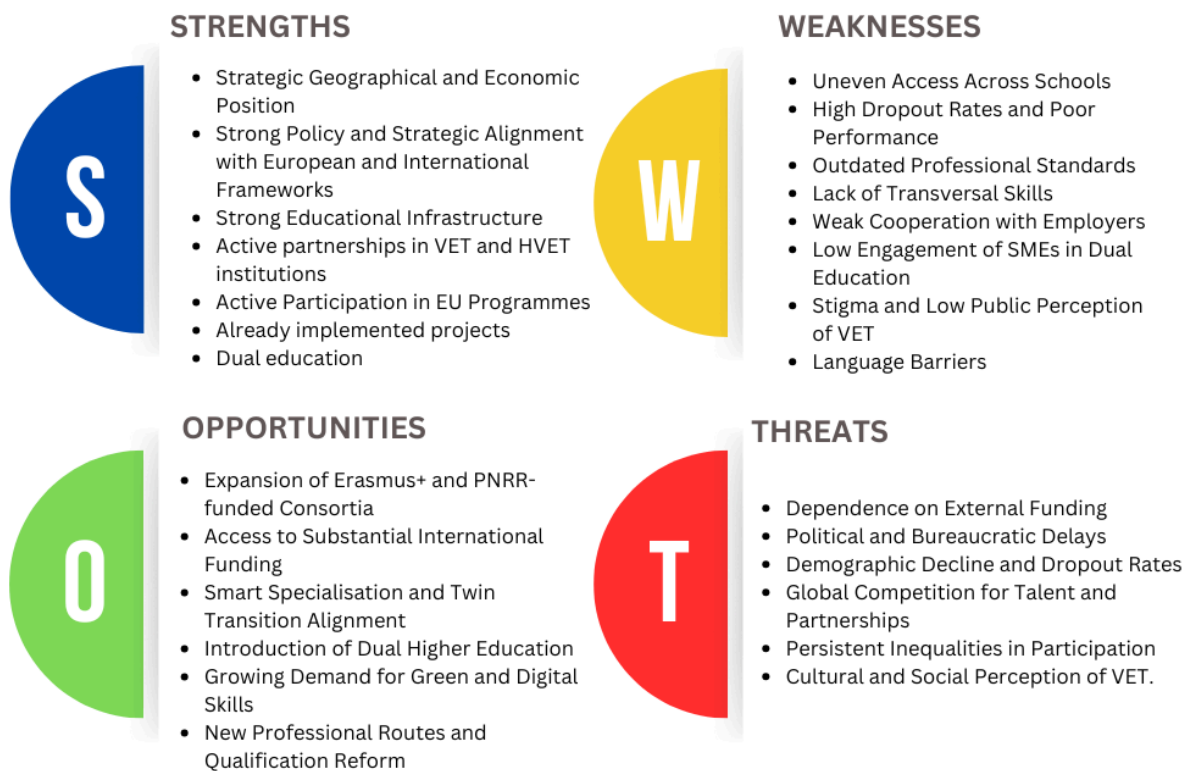 STRENGTHS
S
• Strategic Geographical and Economic
Position
• Strong Policy and Strategic Alignment
with European and International
Frameworks
• Strong Educational Infrastructure
• Active partnerships in VET and HVET
institutions
• Active Participation in EU Programmes
• Already implemented projects
• Dual education
WEAKNESSES
W
• Uneven Access Across Schools
• High Dropout Rates and Poor
Performance
• Outdated Professional Standards
• Lack of Transversal Skills
• Weak Cooperation with Employers
• Low Engagement of SMEs in Dual
Education
• Stigma and Low Public Perception
of VET
• Language Barriers
OPPORTUNITIES
O
• Expansion of Erasmus+ and PNRR-
funded Consortia
• Access to Substantial International
Funding
• Smart Specialisation and Twin
Transition Alignment
• Introduction of Dual Higher Education
• Growing Demand for Green and Digital
Skills
• New Professional Routes and
Qualification Reform
THREATS
T
• Dependence on External Funding
• Political and Bureaucratic Delays
• Demographic Decline and Dropout Rates
• Global Competition for Talent and
Partnerships
• Persistent Inequalities in Participation
• Cultural and Social Perception of VET.